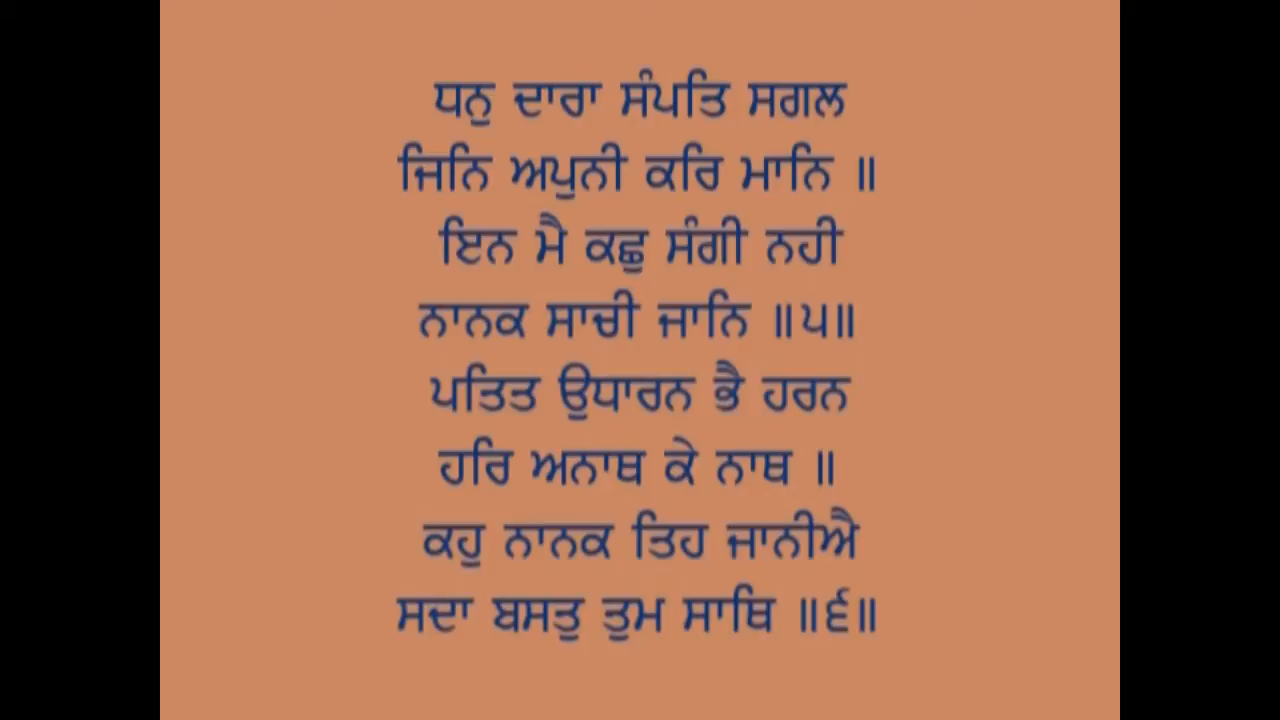 ਧਨੁ ਦਾਰਾ ਸੰਪਤਿ ਸਗਲ
ਜਿਨਿ ਅਪੁਨੀ ਕਰਿ ਮਾਨਿ ॥
ਇਨ ਮੈ ਕਛੁ ਸੰਗੀ ਨਹੀ
ਨਾਨਕ ਸਾਚੀ ਜਾਨਿ ॥੫॥
ਪਤਿਤ ਉਧਾਰਨ ਭੈ ਹਰਨ
ਹਰਿ ਅਨਾਥ ਕੇ ਨਾਥ ॥
ਕਹੁ ਨਾਨਕ ਤਿਹ ਜਾਨੀਐ
ਸਦਾ ਬਸਤੁ ਤੁਮ ਸਾਥਿ ॥੬॥